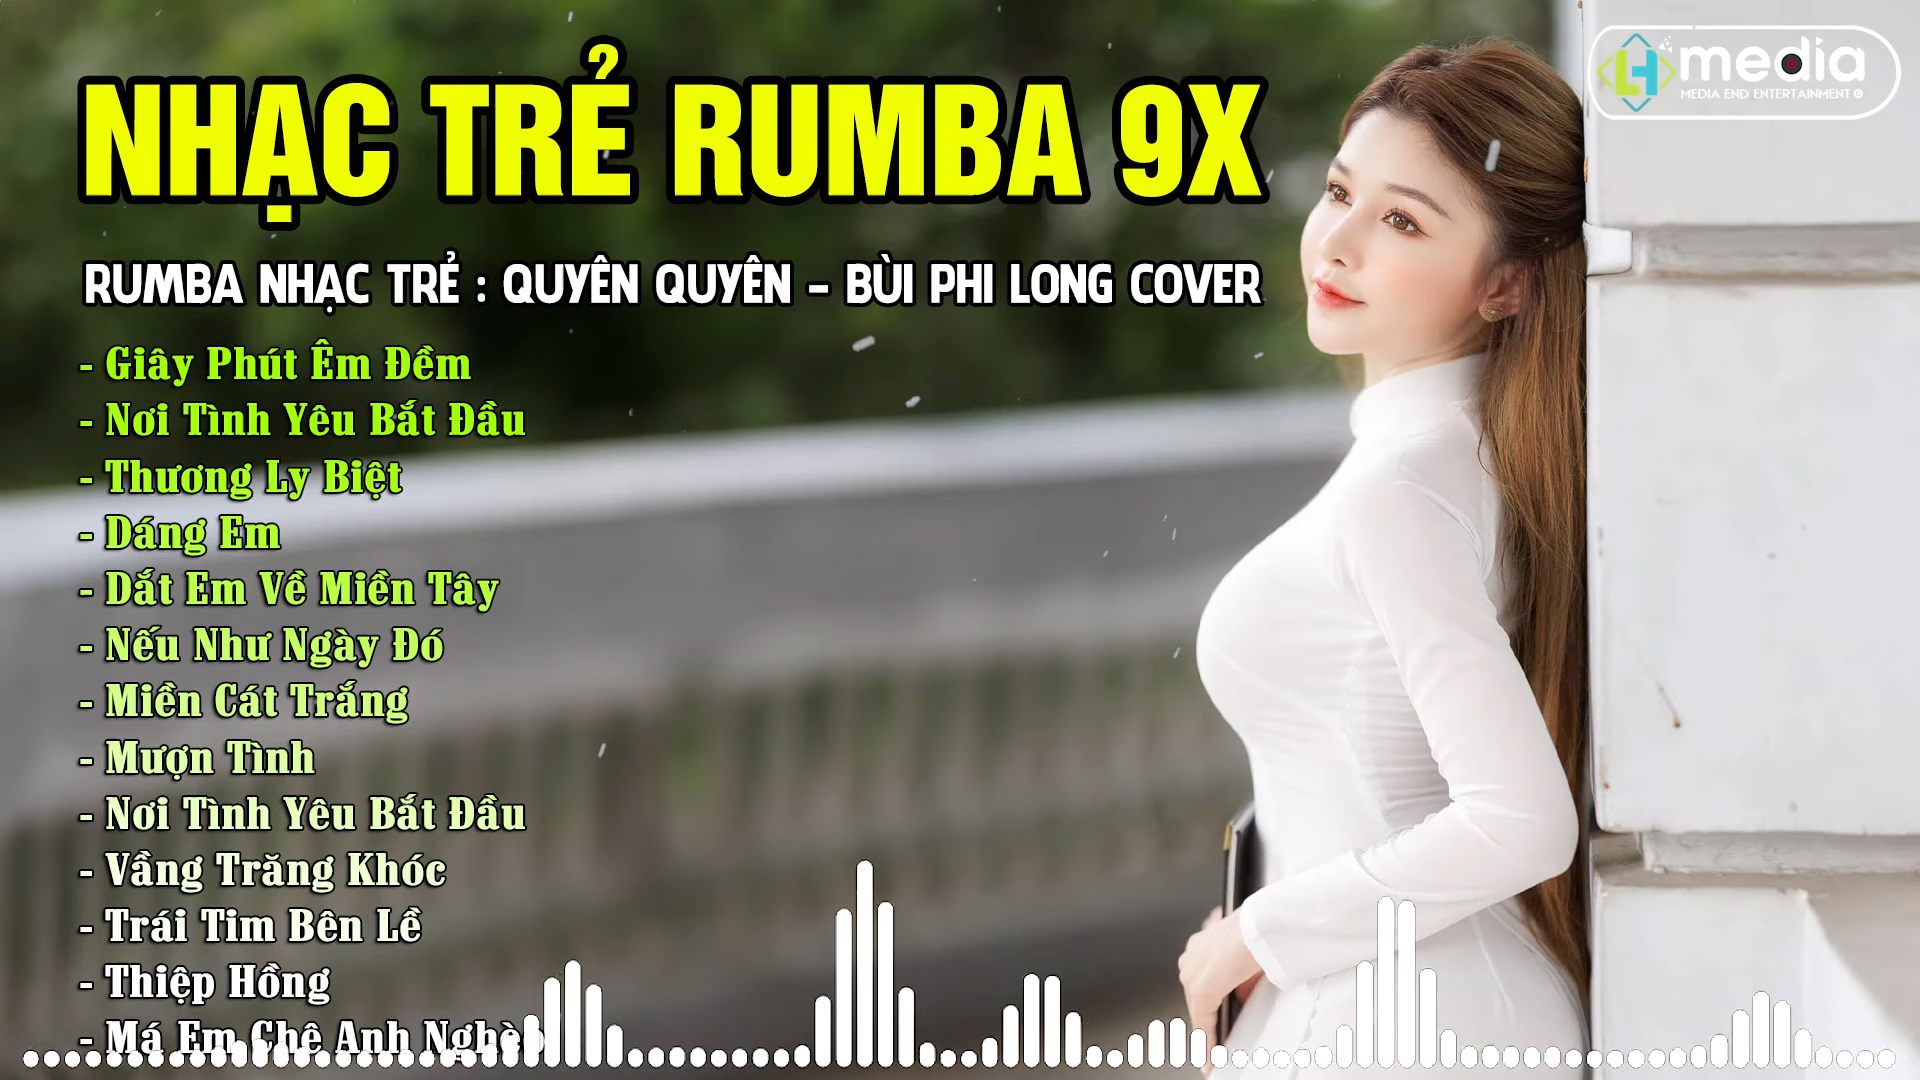 NHẠC TRẺ RUMBA 9X
media
MEDIA END ENTERTAINMENT
RUMBA NHẠC TRẺ : QUYÊN QUYÊN – BÙI PHI LONG COVER
- Giây Phút Êm Đềm
- Nơi Tình Yêu Bắt Đầu
- Thương Ly Biệt
- Dáng Em
- Dắt Em Về Miền Tây
- Nếu Như Ngày Đó
- Miền Cát Trắng
- Mượn Tình
- Nơi Tình Yêu Bắt Đầu
- Vầng Trăng Khóc
- Trái Tim Bên Lề
- Thiệp Hồng
- Má Em Chê Anh Nghèo